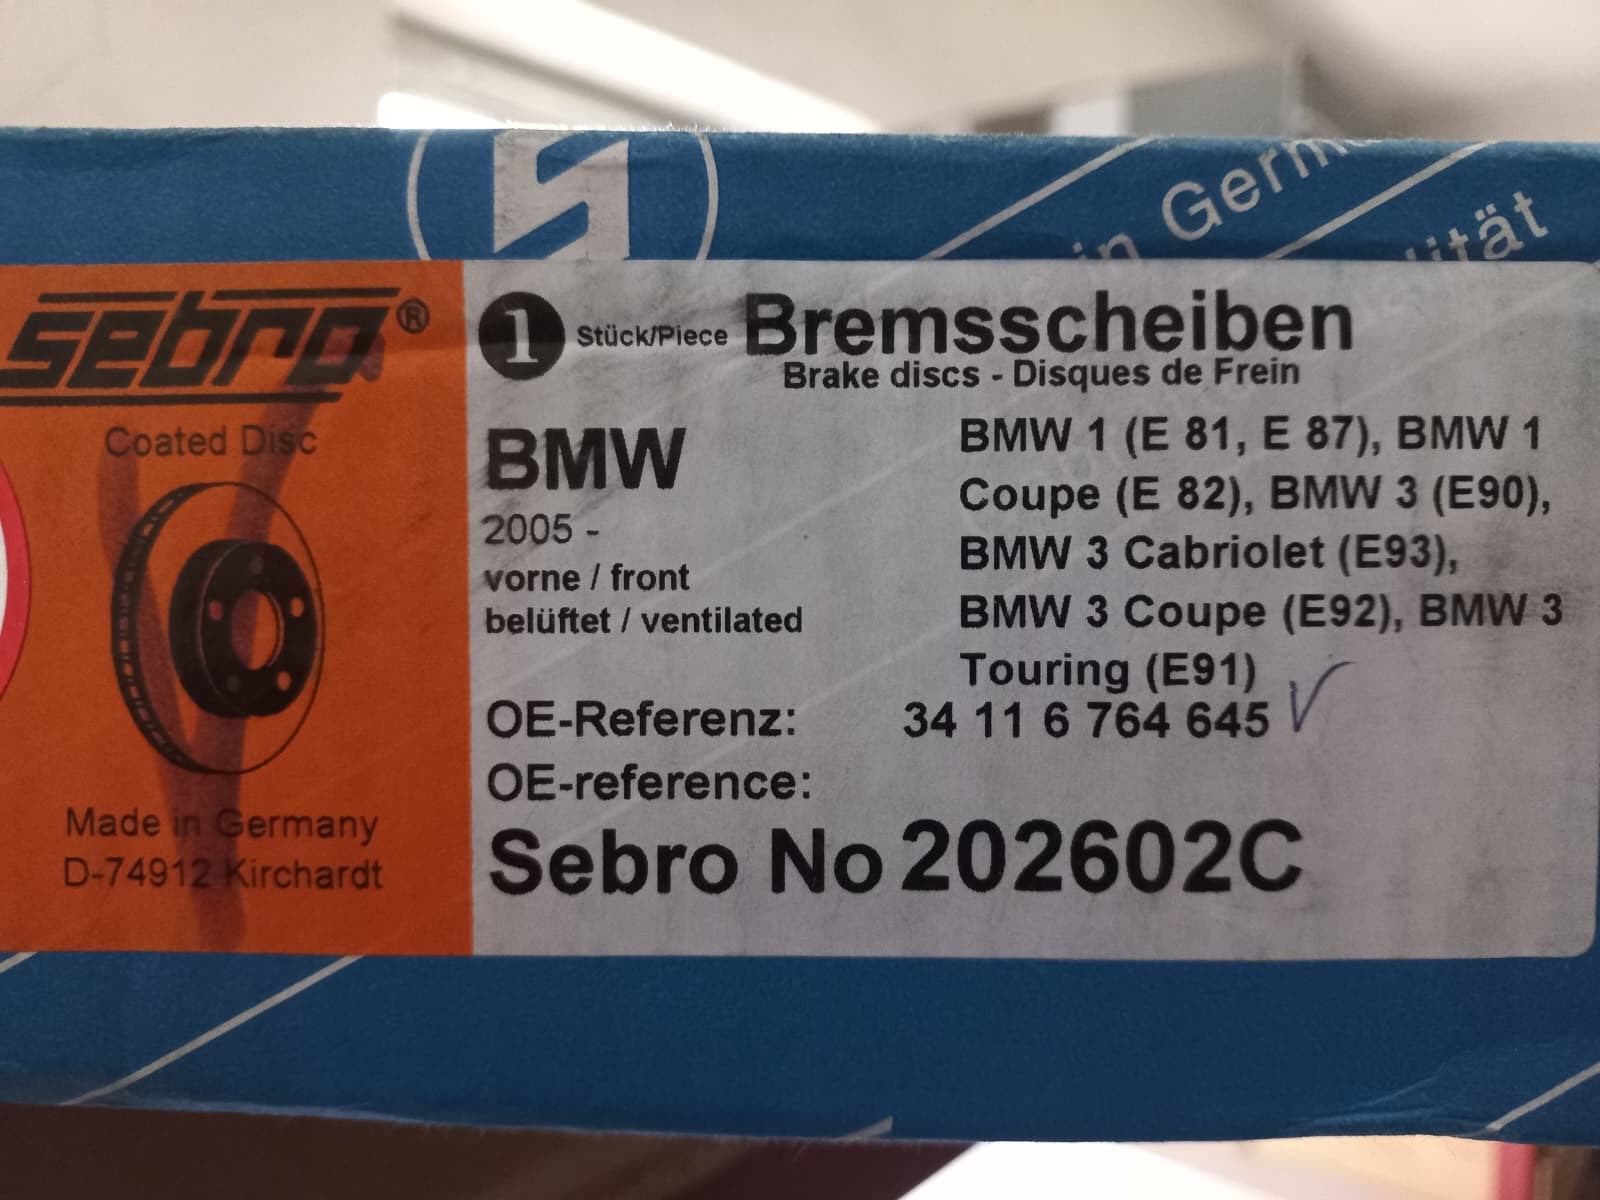 in Germ
lität
sebro®
Coated Disc
Made in Germany
D-74912 Kirchardt
1 Stück/Piece Bremsscheiben
Brake discs - Disques de Frein
BMW
2005 -
vorne / front
belüftet / ventilated
BMW 1 (E 81, E 87), BMW 1
Coupe (E 82), BMW 3 (E90),
BMW 3 Cabriolet (E93),
BMW 3 Coupe (E92), BMW 3
Touring (E91)
OE-Referenz: 34 11 6 764 645
OE-reference:
Sebro No 202602C